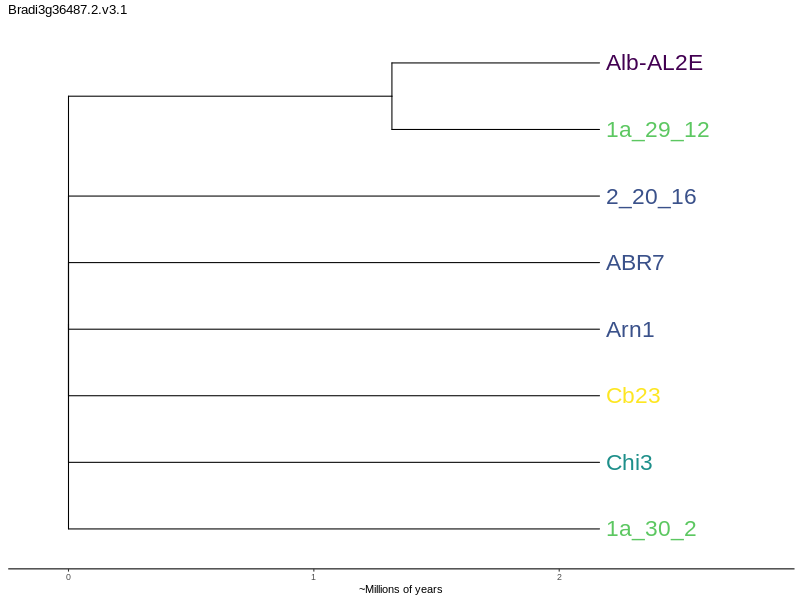 Bradi3g36487.2.v3.1
Alb-AL2E
1a_29_12
2_20_16
ABR7
Arn1
Cb23
Chi3
1a_30_2
0 1 2
~Millions of years